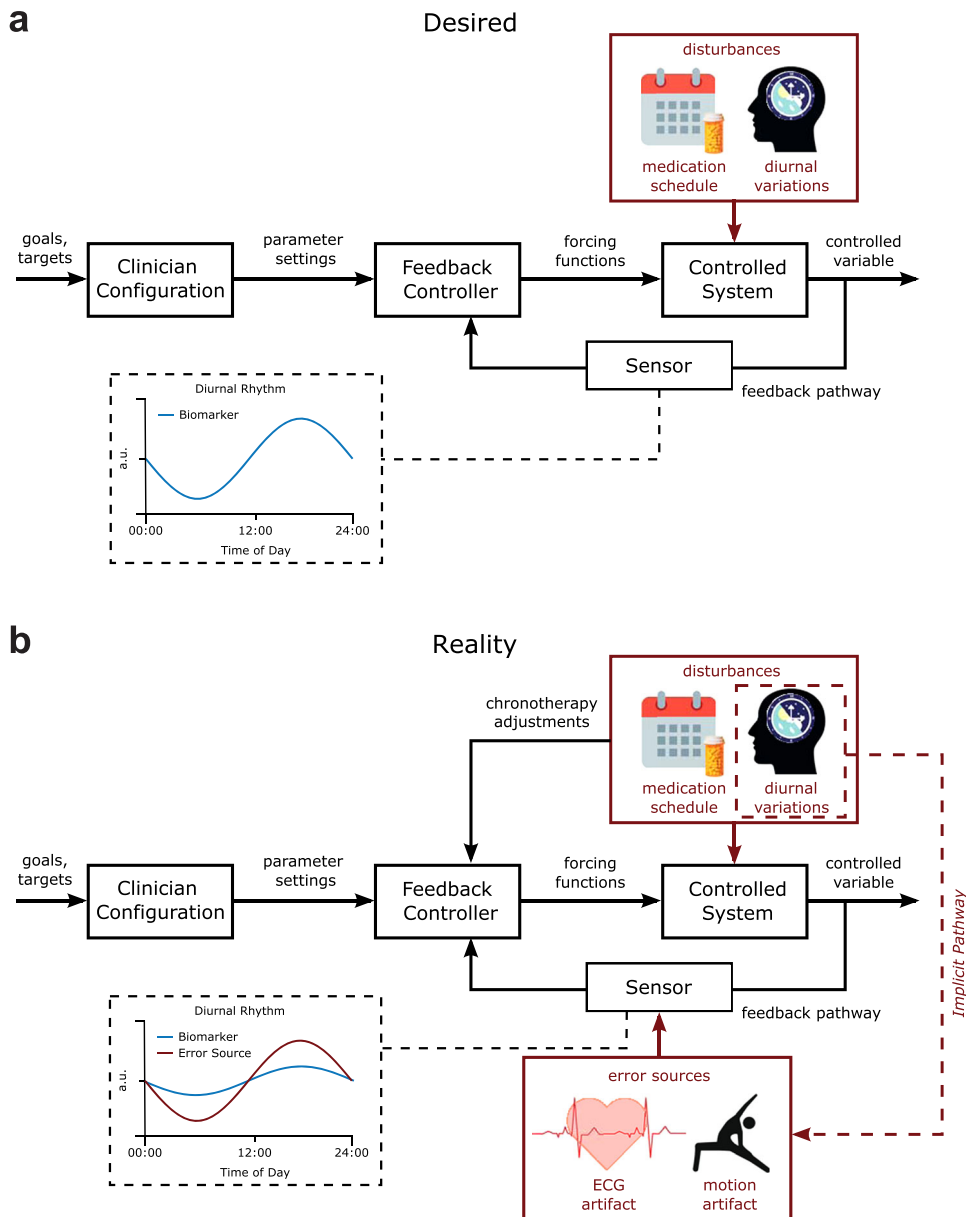 a
Desired
disturbances
medication
schedule
diurnal
variations
goals,
targets
Clinician
Configuration
parameter
settings
Feedback
Controller
forcing
functions
Controlled
System
controlled
variable
Sensor
feedback pathway
Diurnal Rhythm
Biomarker
a.u.
00:00
12:00
24:00
Time of Day
b
Reality
disturbances
chronotherapy
adjustments
medication
schedule
diurnal
variations
goals,
targets
Clinician
Configuration
parameter
settings
Feedback
Controller
forcing
functions
Controlled
System
controlled
variable
Implicit Pathway
Sensor
feedback pathway
Diurnal Rhythm
Biomarker
Error Source
a.u.
00:00
12:00
24:00
Time of Day
error sources
ECG
artifact
motion
artifact